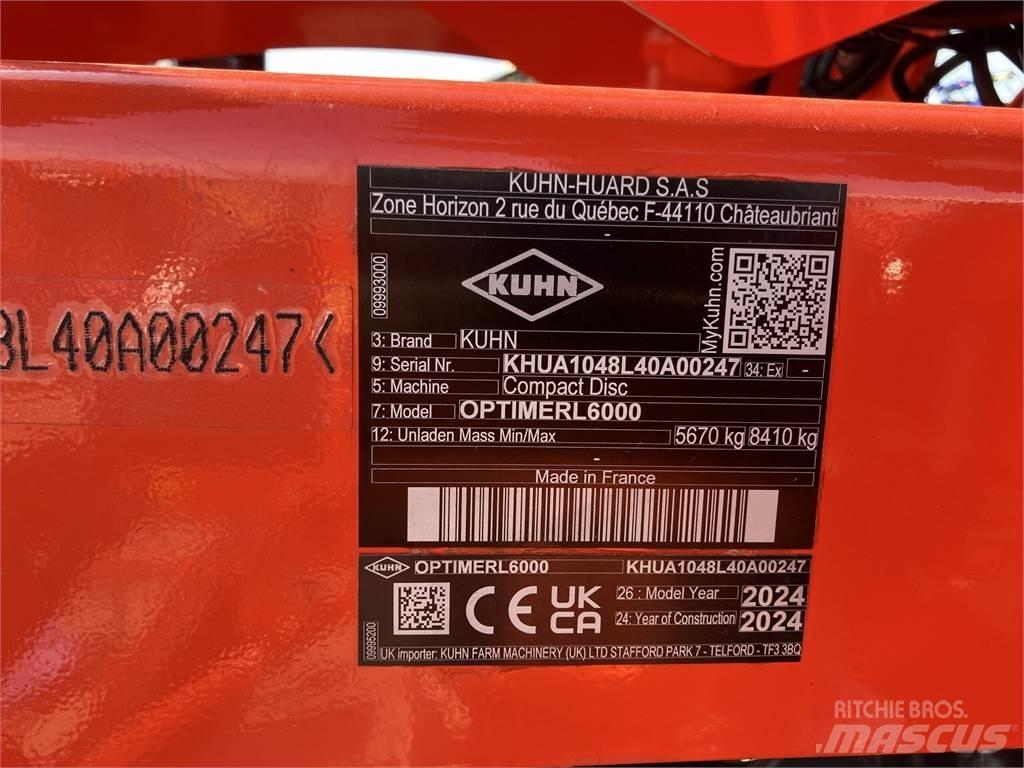 KUHN-HUARD S.A.S
Zone Horizon 2 rue du Québec F-44110 Châteaubriant
-
09993000
KUHN
MyKuhn.com
3: Brand KUHN
9: Serial Nr. KHUA1048L40A00247 34: Ex -
5: Machine Compact Disc
7: Model OPTIMERL6000
12: Unladen Mass Min/Max 5670 kg 8410 kg
-
Made in France
8L40A00247<
KUHN OPTIMERL6000 KHUA1048L40A00247
09995200
CE UK CA
26 : Model Year 2024
24: Year of Construction 2024
UK importer: KUHN FARM MACHINERY (UK) LTD STAFFORD PARK 7 - TELFORD - TF3 3BQ
RITCHIE BROS.
MASCUS